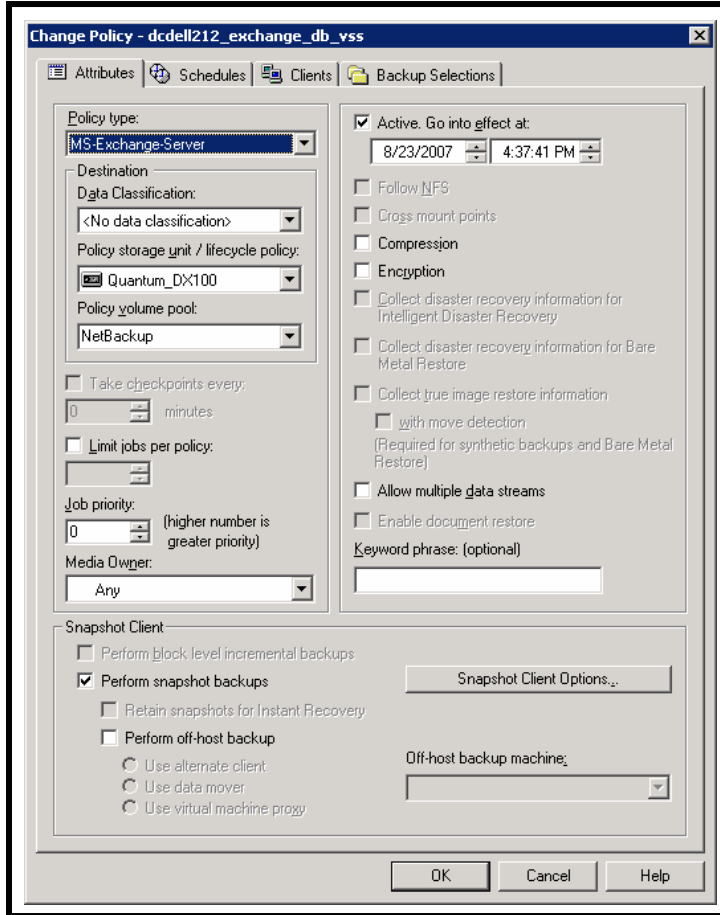 Change Policy - dcdell212_exchange_db_vss
Attributes
Schedules
Clients
Backup Selections
Policy type:
MS-Exchange-Server
Destination
Data Classification:
<No data classification>
Policy storage unit / lifecycle policy:
Quantum_DX100
Policy volume pool:
NetBackup
Take checkpoints every:
0
minutes
Limit jobs per policy:
Job priority:
0
(higher number is
greater priority)
Media Owner:
Any
Active. Go into effect at:
8/23/2007
4:37:41 PM
Follow NFS
Cross mount points
Compression
Encryption
Collect disaster recovery information for
Intelligent Disaster Recovery
Collect disaster recovery information for Bare
Metal Restore
Collect true image restore information
with move detection
(Required for synthetic backups and Bare Metal
Restore)
Allow multiple data streams
Enable document restore
Keyword phrase: (optional)
Snapshot Client
Perform block level incremental backups
Perform snapshot backups
Snapshot Client Options...
Retain snapshots for Instant Recovery
Perform off-host backup
Use alternate client
Use data mover
Use virtual machine proxy
Off-host backup machine:
OK
Cancel
Help